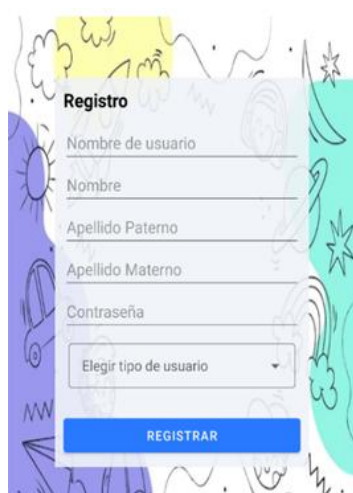 Registro
Nombre de usuario
Nombre
Apellido Paterno
Apellido Materno
Contraseña
Elegir tipo de usuario
REGISTRAR